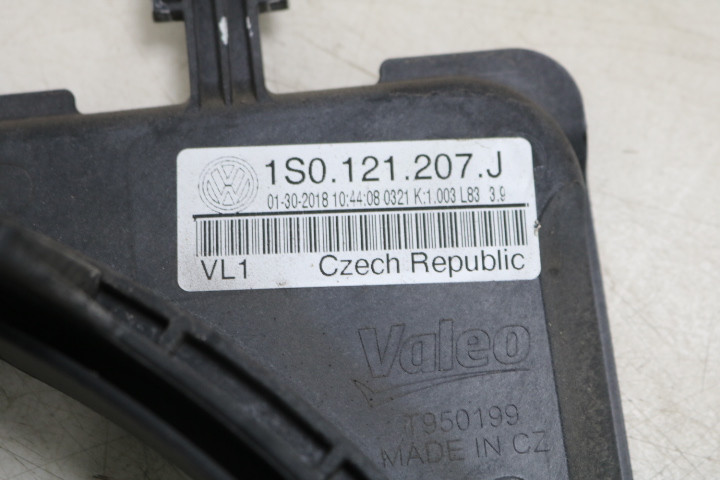 1S0.121.207.J
01-30-2018 10:44:08 0321 K:1.003 L83 3.9
VL1 Czech Republic
Valeo
T950199
MADE IN CZ